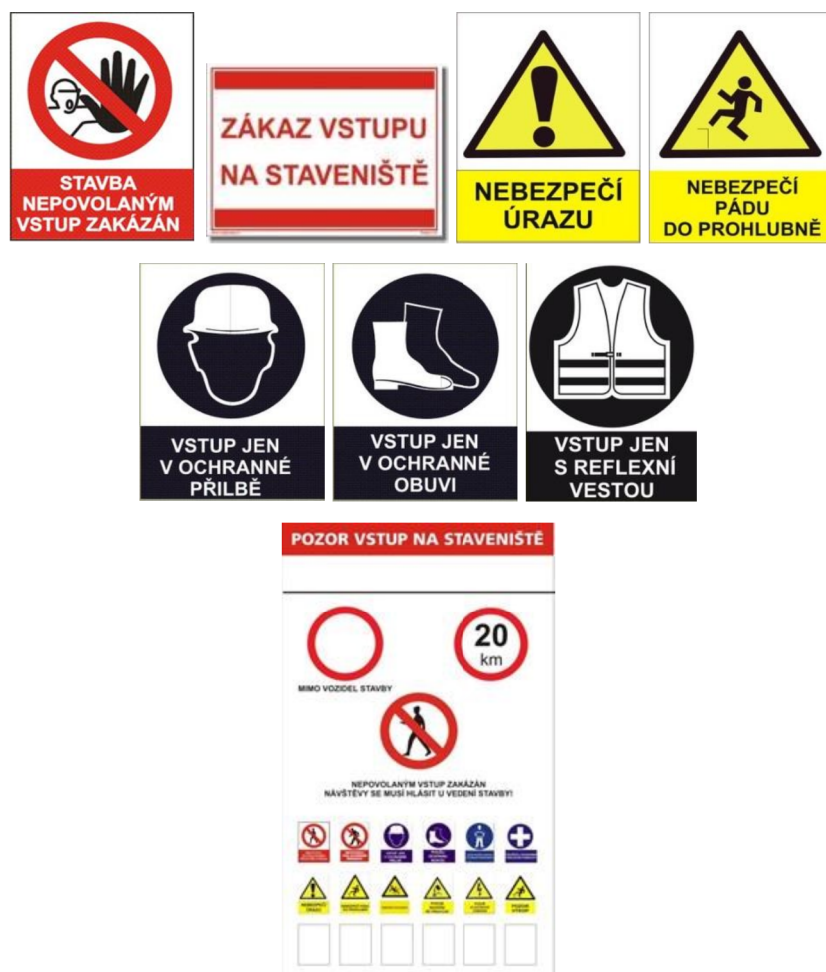 STAVBA
NEPOVOLANÝM
VSTUP ZAKÁZÁN
ZÁKAZ VSTUPU
NA STAVENIŠTĚ
NEBEZPEČÍ
ÚRAZU
NEBEZPEČÍ
PÁDU
DO PROHLUBNĚ
VSTUP JEN
V OCHRANNÉ
PŘILBĚ
VSTUP JEN
V OCHRANNÉ
OBUVI
VSTUP JEN
S REFLEXNÍ
VESTOU
POZOR VSTUP NA STAVENIŠTĚ
20
km
MIMO VOZIDEL STAVBY
NEPOVOLANÝM VSTUP ZAKÁZÁN
NÁVŠTĚVY SE MUSÍ HLÁSIT U VEDENÍ STAVBY!
NEBEZPEČÍ
ÚRAZU